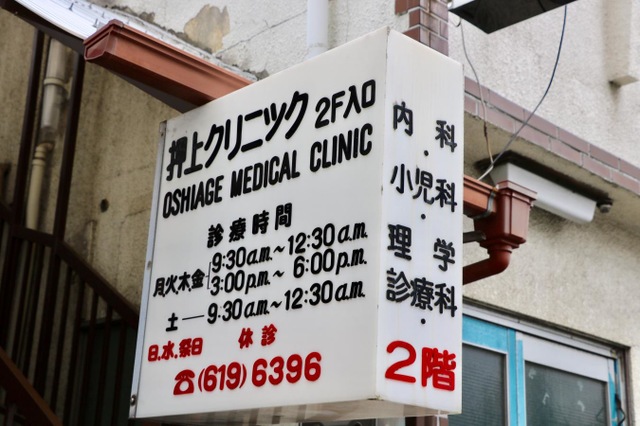 押上クリニック 2F入口
OSHIAGE MEDICAL CLINIC
診療時間
月火木金 9:30a.m.~12:30a.m.
3:00p.m.~6:00p.m.
土―9:30a.m.~12:30a.m.
日.水.祭日 休診
☎(619)6396
内科・
小児科・
理学
診療科・
2階